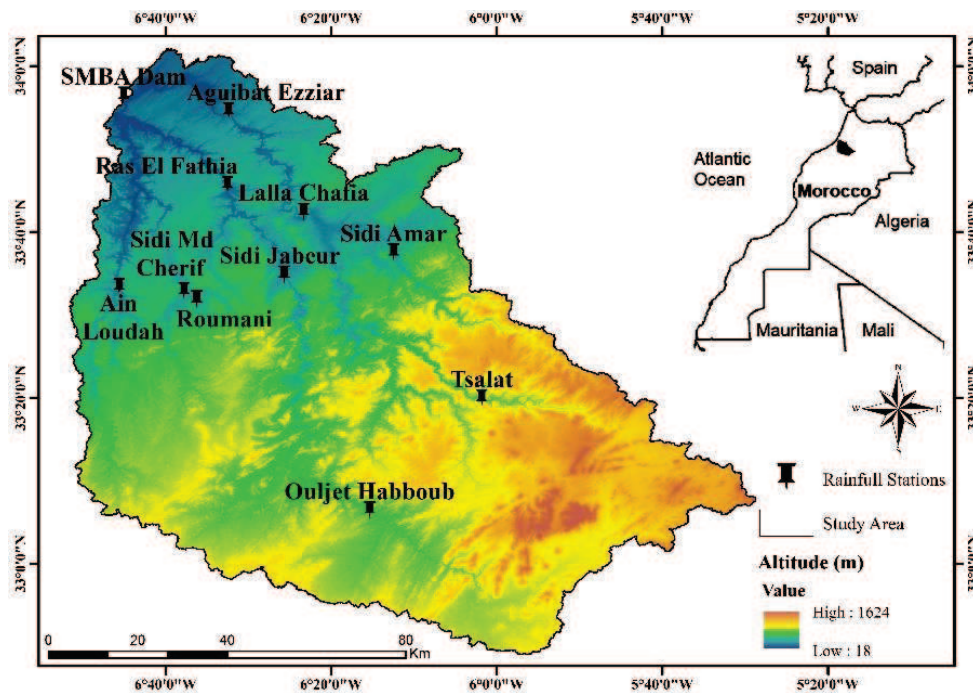 6°40'0"W 6°20'0"W 6°0'0"W 5°40'0"W 5°20'0"W
34°0'0"N
33°40'0"N
33°20'0"N
33°0'0"N
SMBA Dam
Aguibat Ezziar
Ras El Fathia
Lalla Chafia
Sidi Amar
Sidi Md
Cherif
Sidi Jabeur
Ain
Loudah
Roumani
Tsalat
Ouljet Habboub
Spain
Atlantic
Ocean
Morocco
Algeria
Mauritania
Mali
N
W E
S
Rainfull Stations
Study Area
Altitude (m)
Value
High : 1624
Low : 18
0 20 40 80
Km
6°40'0"W 6°20'0"W 6°0'0"W 5°40'0"W 5°20'0"W